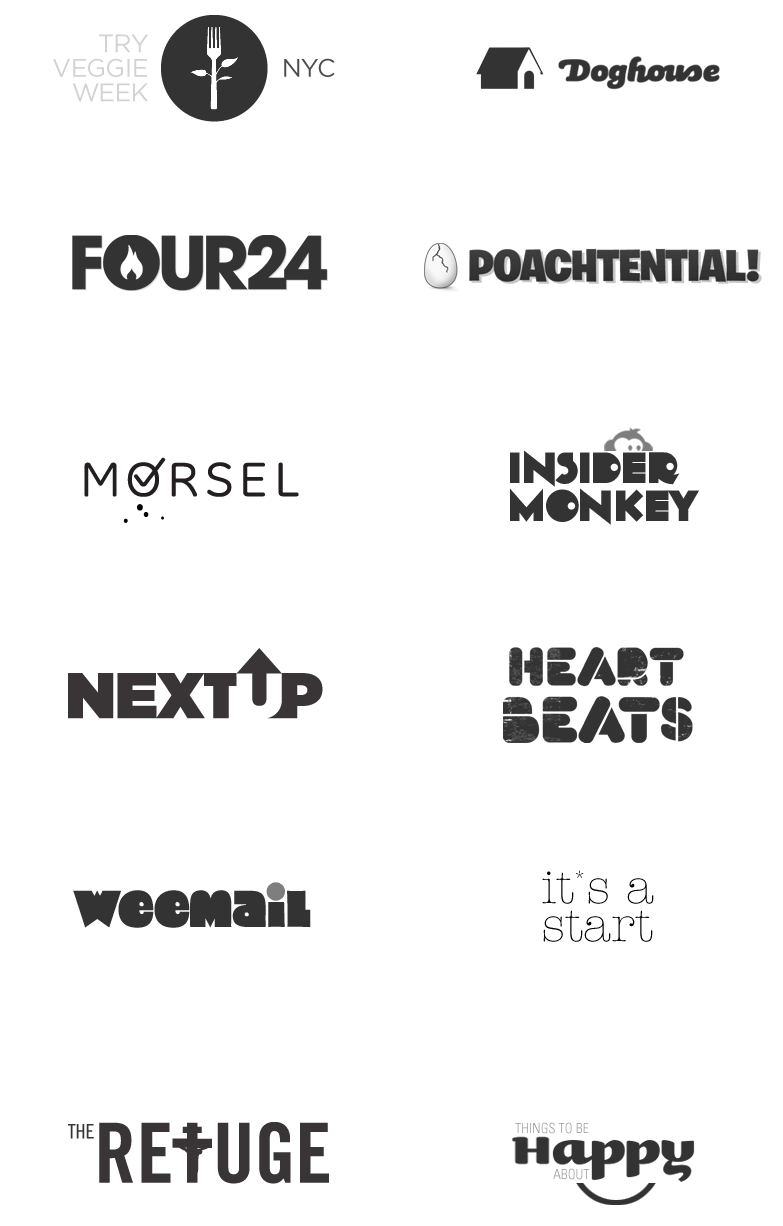 TRY
VEGGIE
WEEK
NYC
Doghouse
FOUR24
POACHTENTIAL!
MORSEL
INSIDER
MONKEY
NEXTUP
HEART
BEATS
weemail
it*s a
start
THE REFUGE
THINGS TO BE
Happy
ABOUT